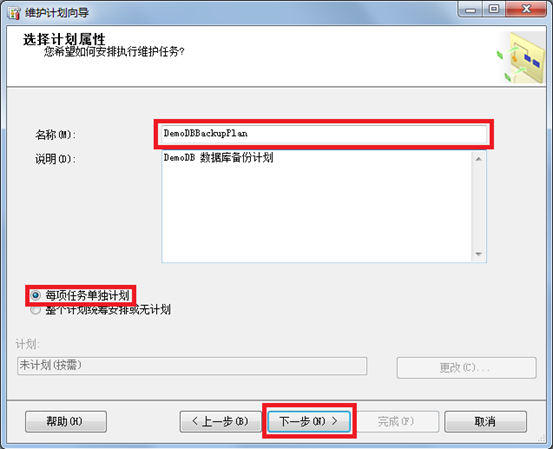 维护计划向导
选择计划属性
您希望如何安排执行维护任务?
名称(M):
DemoDBBackupPlan
说明(D):
DemoDB 数据库备份计划
每项任务单独计划
整个计划统筹安排或无计划
计划:
未计划(按需)
更改(C)...
帮助(H)
< 上一步(B)
下一步(N) >
完成(F)
取消